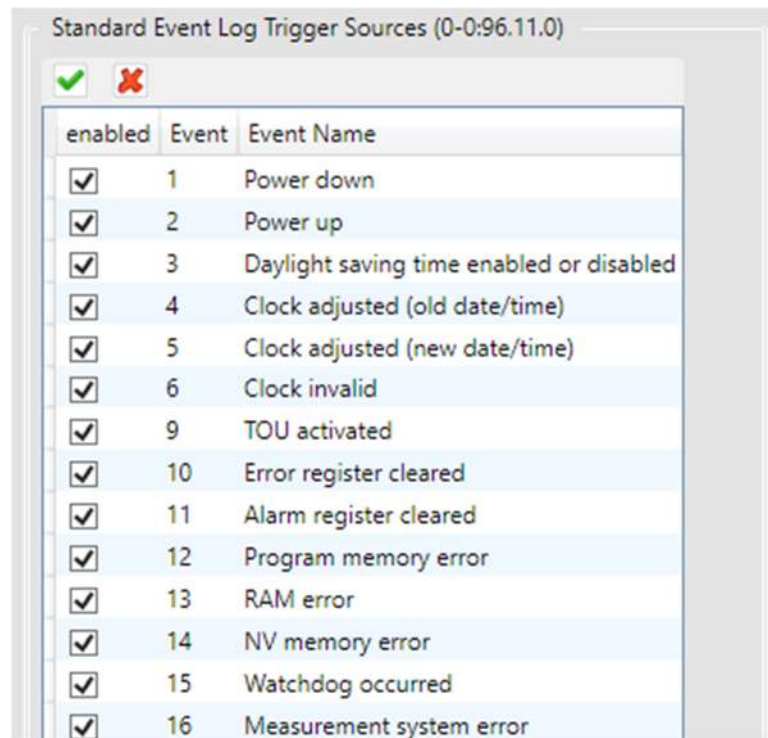 Standard Event Log Trigger Sources (0-0:96.11.0)
enabled Event Event Name
1 Power down
2 Power up
3 Daylight saving time enabled or disabled
4 Clock adjusted (old date/time)
5 Clock adjusted (new date/time)
6 Clock invalid
9 TOU activated
10 Error register cleared
11 Alarm register cleared
12 Program memory error
13 RAM error
14 NV memory error
15 Watchdog occurred
16 Measurement system error